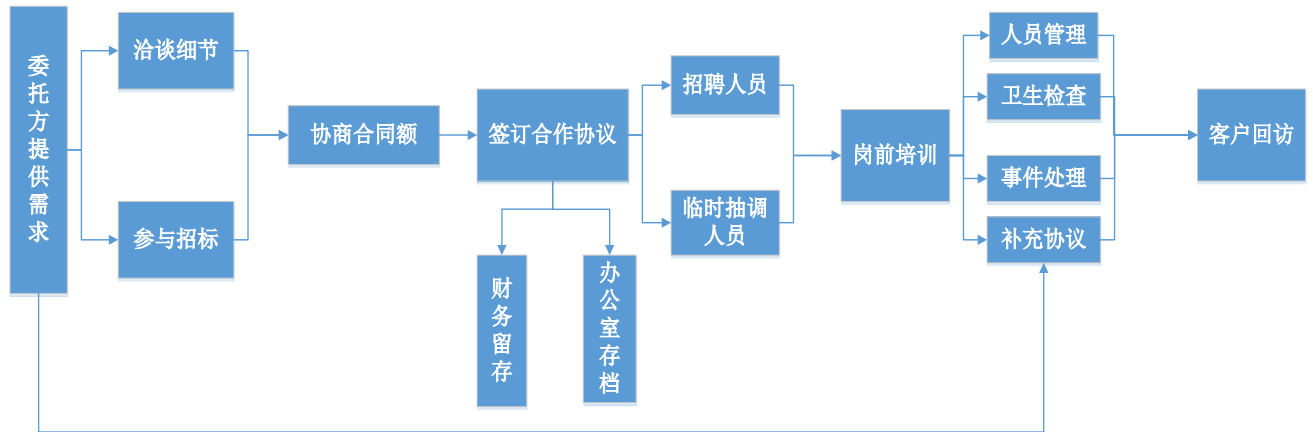 委托方提供需求
洽谈细节
参与招标
协商合同额
签订合作协议
财务留存
办公室存档
招聘人员
临时抽调
人员
岗前培训
人员管理
卫生检查
事件处理
补充协议
客户回访